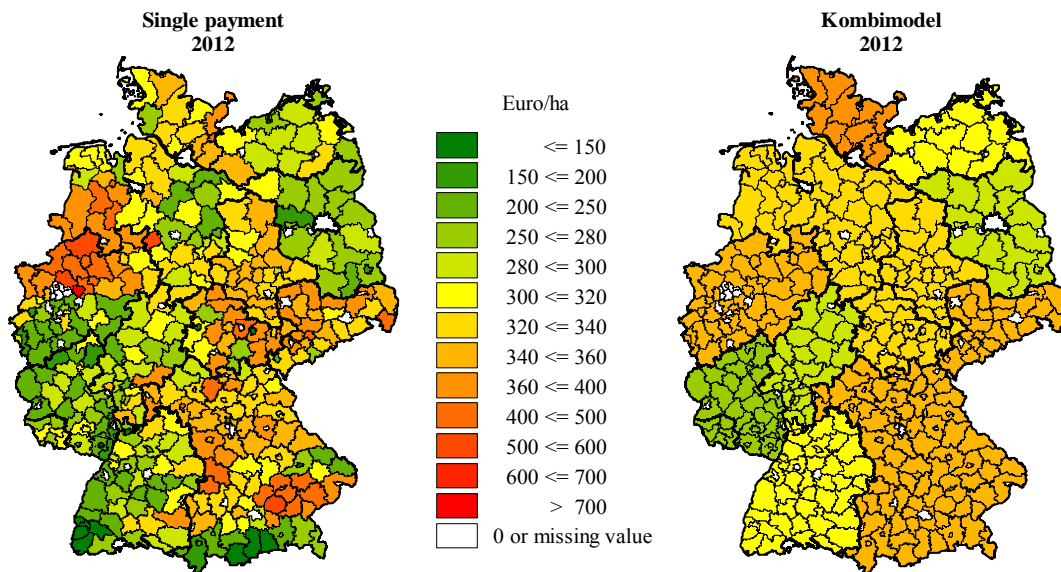 Single payment
2012
Kombimodel
2012
Euro/ha
<= 150
150 <= 200
200 <= 250
250 <= 280
280 <= 300
300 <= 320
320 <= 340
340 <= 360
360 <= 400
400 <= 500
500 <= 600
600 <= 700
> 700
0 or missing value